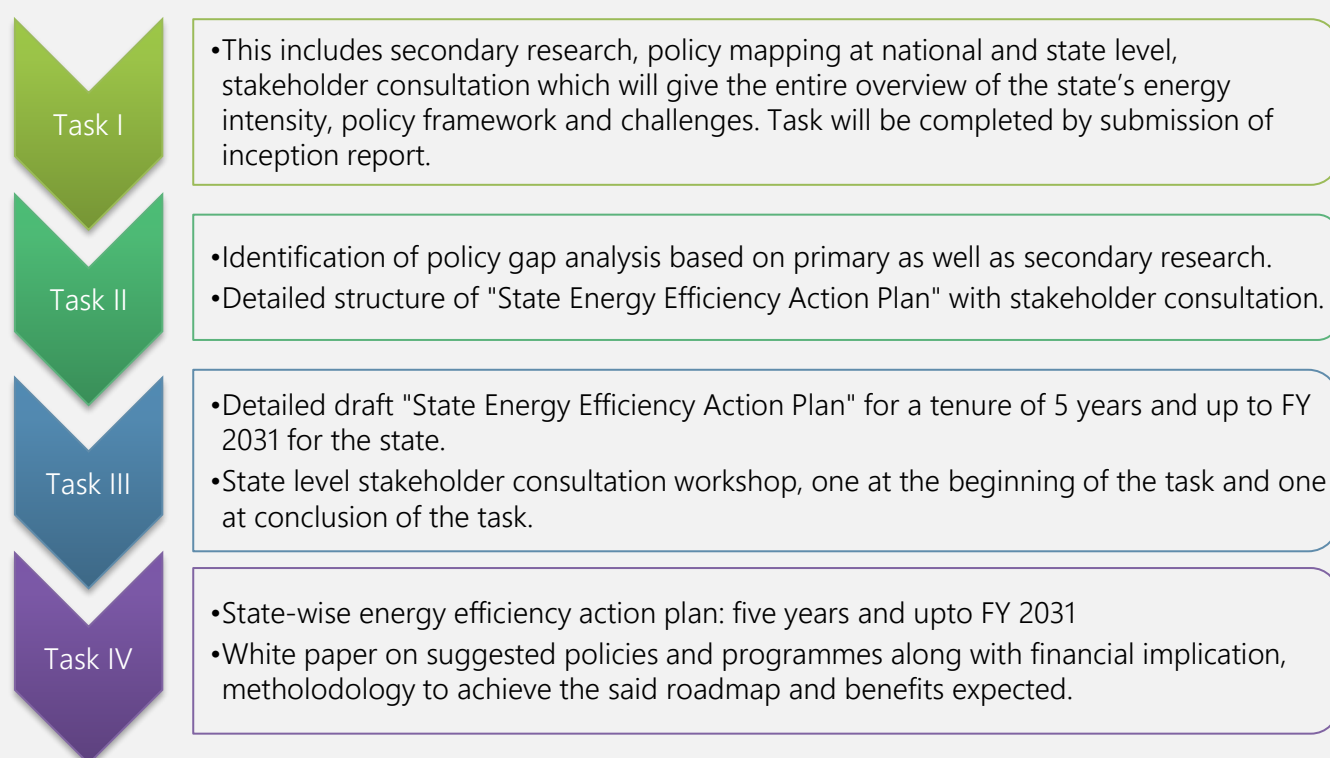 Task I
•This includes secondary research, policy mapping at national and state level,
stakeholder consultation which will give the entire overview of the state’s energy
intensity, policy framework and challenges. Task will be completed by submission of
inception report.
Task II
•Identification of policy gap analysis based on primary as well as secondary research.
•Detailed structure of "State Energy Efficiency Action Plan" with stakeholder consultation.
Task III
•Detailed draft "State Energy Efficiency Action Plan" for a tenure of 5 years and up to FY
2031 for the state.
•State level stakeholder consultation workshop, one at the beginning of the task and one
at conclusion of the task.
Task IV
•State-wise energy efficiency action plan: five years and upto FY 2031
•White paper on suggested policies and programmes along with financial implication,
metholodology to achieve the said roadmap and benefits expected.